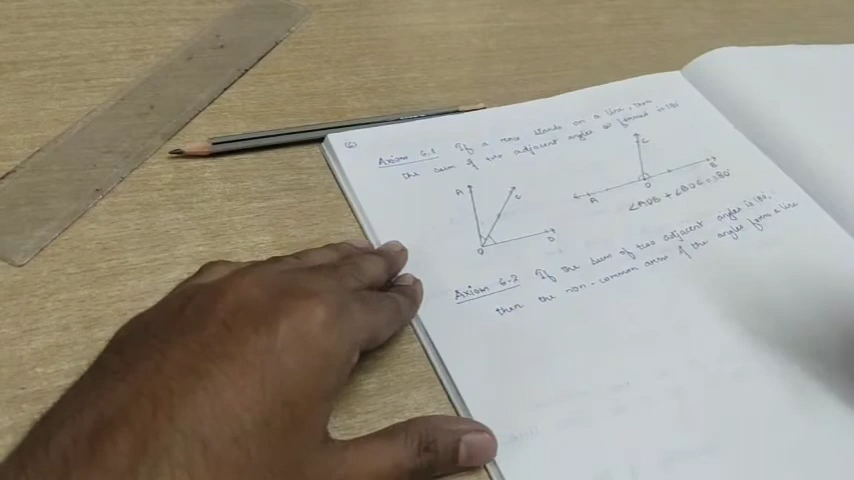 (6)
Axiom 6.1 If a ray stands on a line, then
the sum of two adjacent angles so formed is 180°
A
C
O
B
C
A
O
B
∠AOB + ∠BOC = 180°
Axiom 6.2 If the sum of two adjacent angles is 180°,
then the non-common arms of the angles form a line